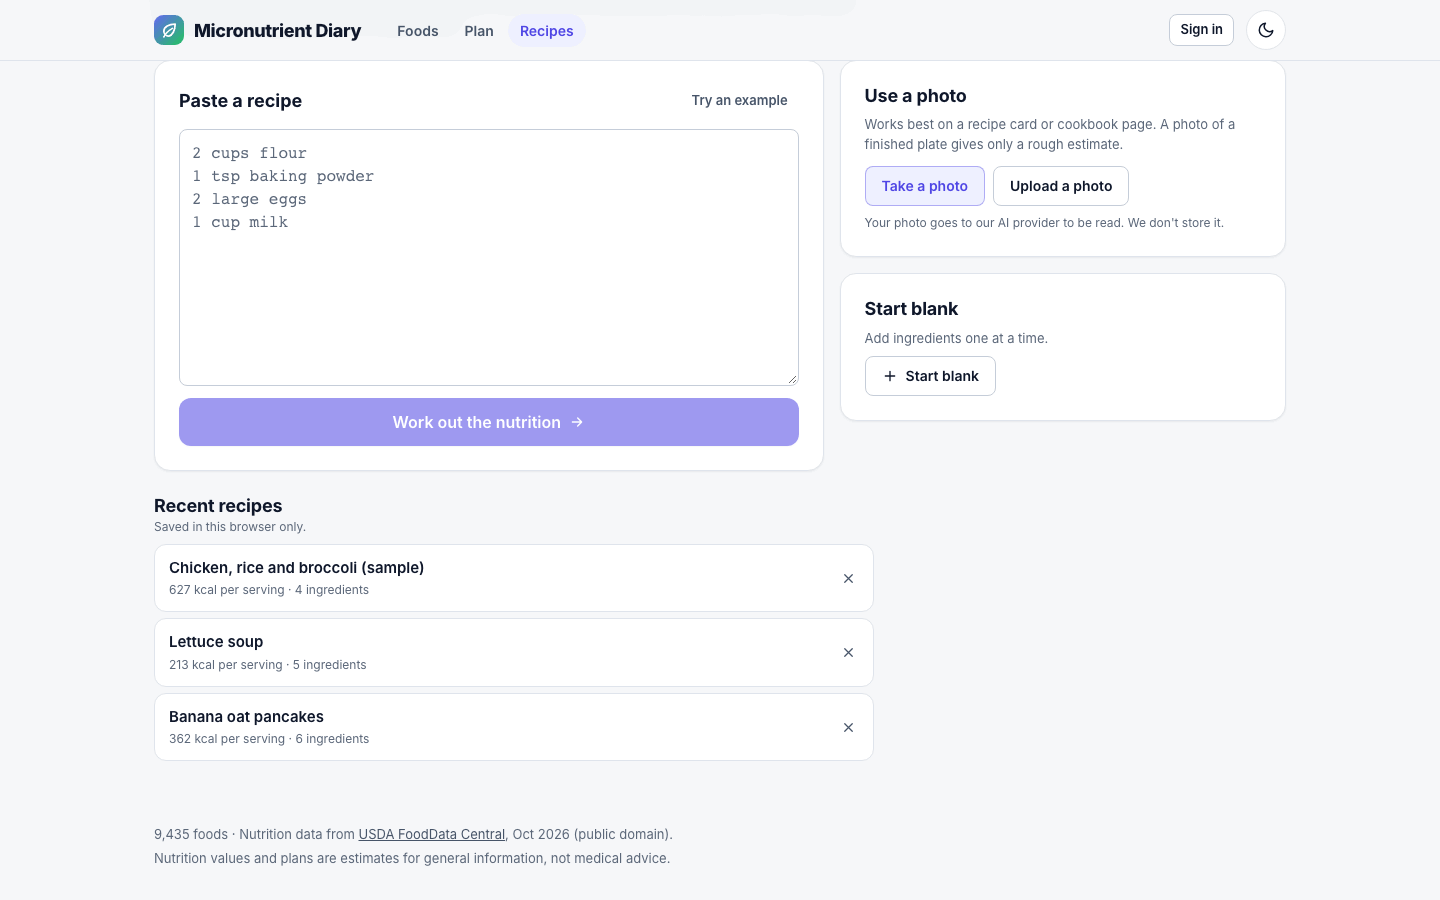 Micronutrient Diary
Foods
Plan
Recipes
Sign in
Paste a recipe
Try an example
2 cups flour
1 tsp baking powder
2 large eggs
1 cup milk
Work out the nutrition →
Use a photo
Works best on a recipe card or cookbook page. A photo of a
finished plate gives only a rough estimate.
Take a photo
Upload a photo
Your photo goes to our AI provider to be read. We don't store it.
Start blank
Add ingredients one at a time.
+ Start blank
Recent recipes
Saved in this browser only.
Chicken, rice and broccoli (sample)
627 kcal per serving · 4 ingredients
Lettuce soup
213 kcal per serving · 5 ingredients
Banana oat pancakes
362 kcal per serving · 6 ingredients
9,435 foods · Nutrition data from USDA FoodData Central, Oct 2026 (public domain).
Nutrition values and plans are estimates for general information, not medical advice.